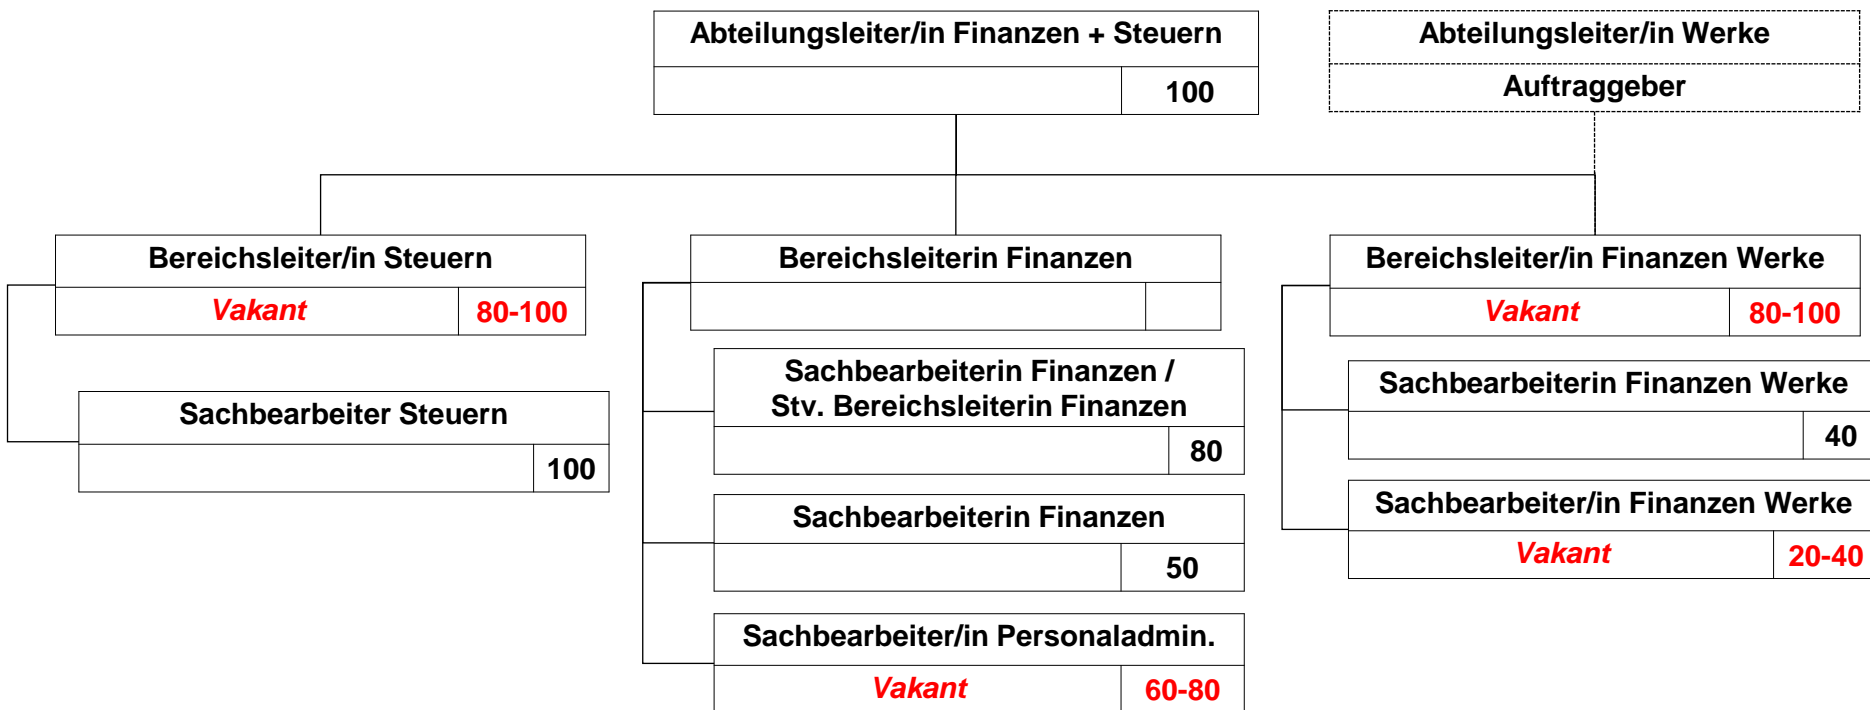 Abteilungsleiter/in Finanzen + Steuern
100
Abteilungsleiter/in Werke
Auftraggeber
Bereichsleiter/in Steuern
Vakant 80-100
Sachbearbeiter Steuern
100
Bereichsleiterin Finanzen
Sachbearbeiterin Finanzen /
Stv. Bereichsleiterin Finanzen
80
Sachbearbeiterin Finanzen
50
Sachbearbeiter/in Personaladmin.
Vakant 60-80
Bereichsleiter/in Finanzen Werke
Vakant 80-100
Sachbearbeiterin Finanzen Werke
40
Sachbearbeiter/in Finanzen Werke
Vakant 20-40